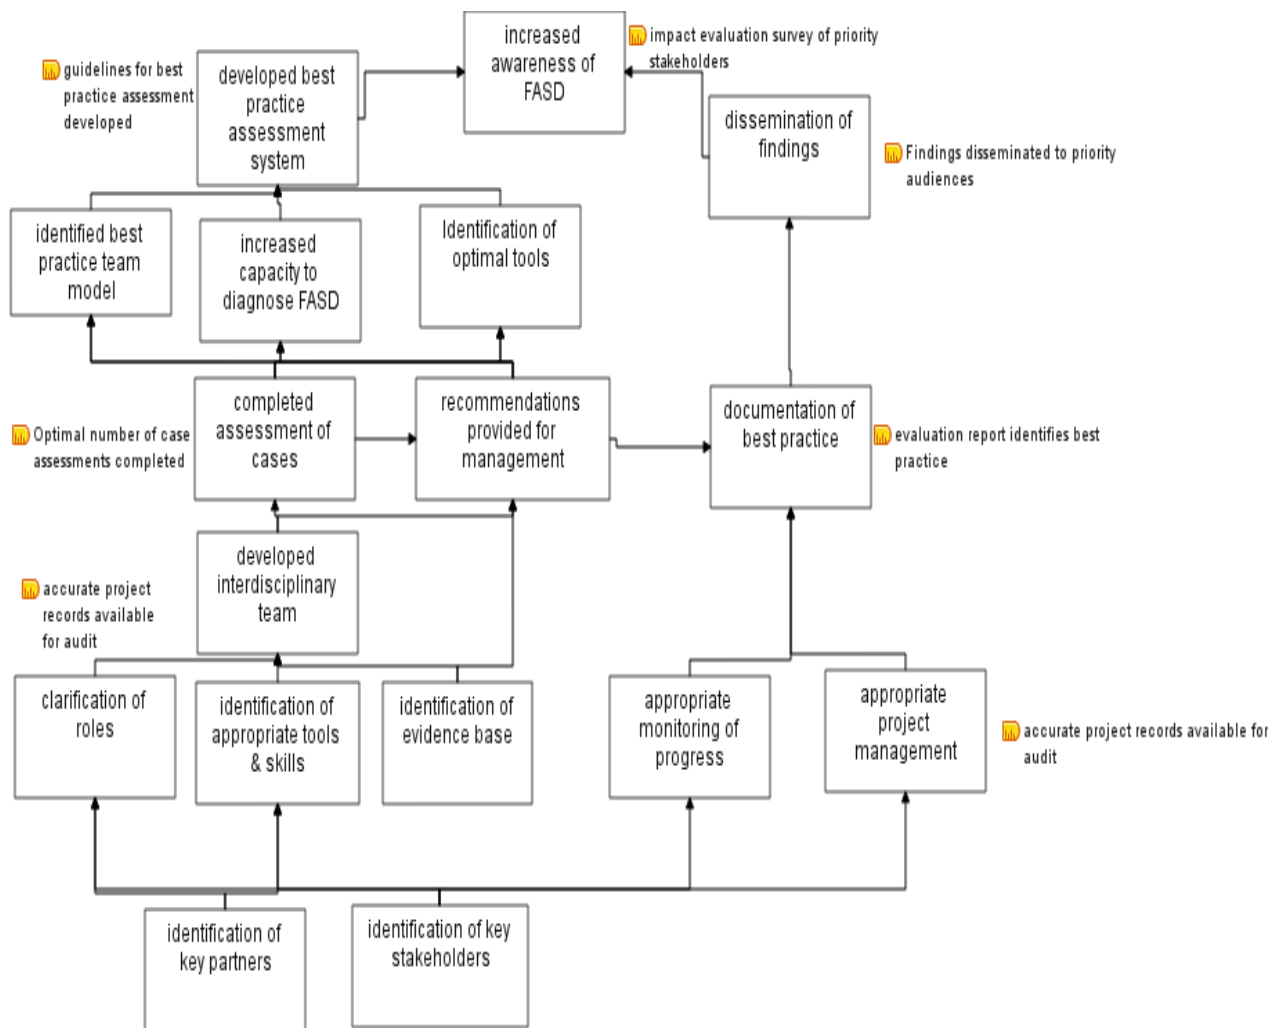 increased
awareness of
FASD
impact evaluation survey of priority
stakeholders
guidelines for best
practice assessment
developed
developed best
practice
assessment
system
dissemination of
findings
Findings disseminated to priority
audiences
identified best
practice team
model
increased
capacity to
diagnose FASD
Identification of
optimal tools
Optimal number of case
assessments completed
completed
assessment of
cases
recommendations
provided for
management
documentation of
best practice
evaluation report identifies best
practice
developed
interdisciplinary
team
accurate project
records available
for audit
clarification of
roles
identification of
appropriate tools
& skills
identification of
evidence base
appropriate
monitoring of
progress
appropriate
project
management
accurate project records available for
audit
identification of
key partners
identification of key
stakeholders